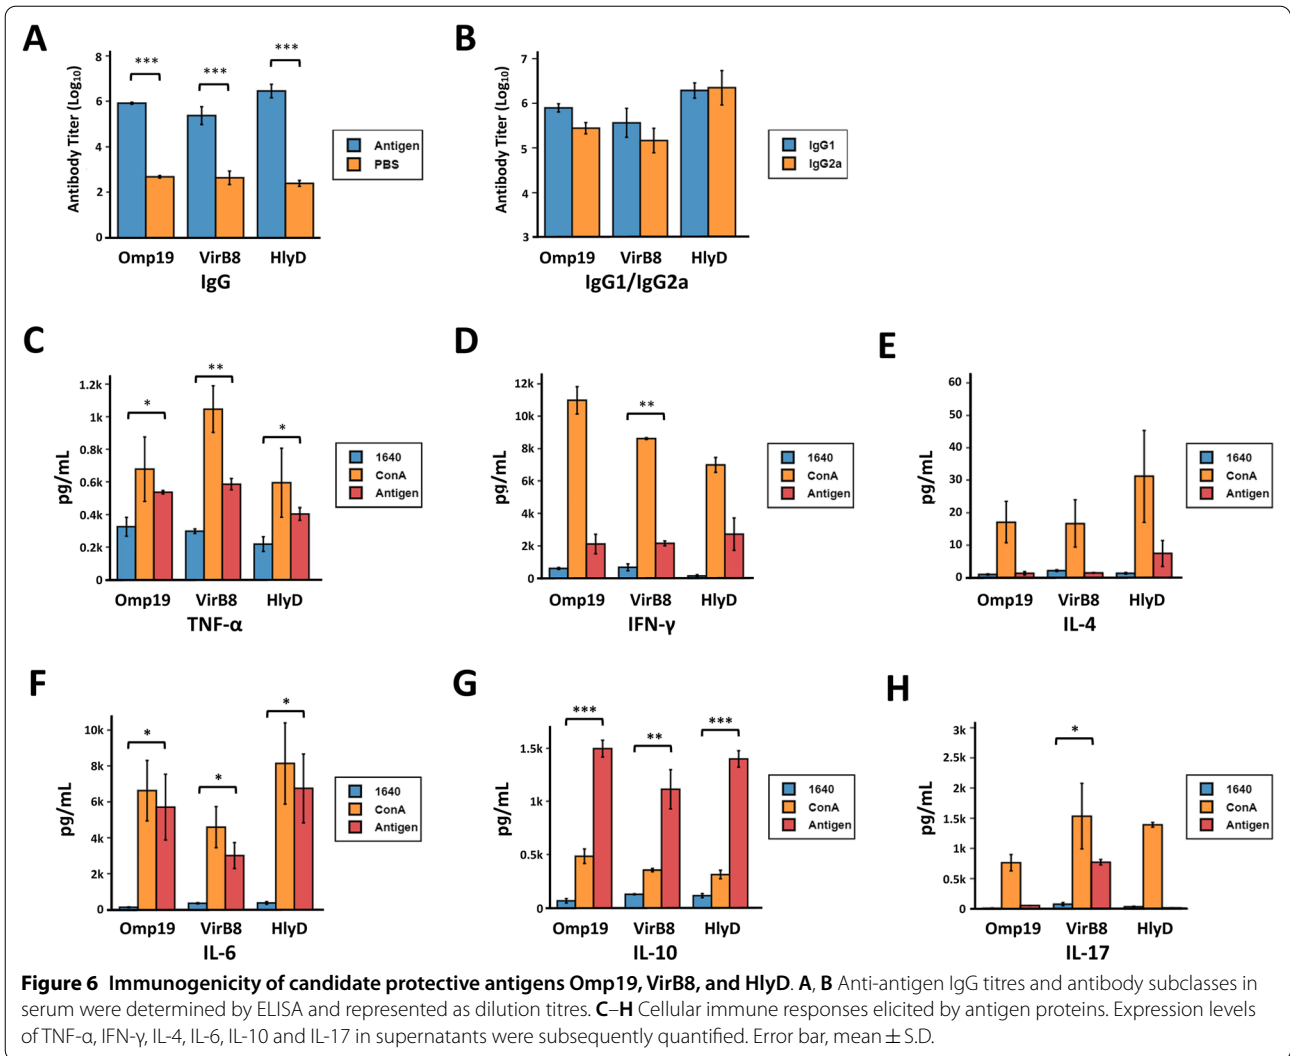 A
B
8
6
4
2
0
Antibody Titer (Log10)
***
***
***
Omp19 VirB8 HlyD
IgG
Antigen
PBS
7
6
5
4
3
Antibody Titer (Log10)
Omp19 VirB8 HlyD
IgG1/IgG2a
IgG1
IgG2a
C
D
E
1.2k
1k
0.8k
0.6k
0.4k
0.2k
0
pg/mL
*
**
*
Omp19 VirB8 HlyD
TNF-α
1640
ConA
Antigen
12k
10k
8k
6k
4k
2k
0
pg/mL
**
Omp19 VirB8 HlyD
IFN-γ
1640
ConA
Antigen
60
50
40
30
20
10
0
pg/mL
Omp19 VirB8 HlyD
IL-4
1640
ConA
Antigen
F
G
H
10k
8k
6k
4k
2k
0
pg/mL
*
*
*
Omp19 VirB8 HlyD
IL-6
1640
ConA
Antigen
1.5k
1k
0.5k
0
pg/mL
***
**
***
Omp19 VirB8 HlyD
IL-10
1640
ConA
Antigen
3k
2.5k
2k
1.5k
1k
0.5k
0
pg/mL
*
Omp19 VirB8 HlyD
IL-17
1640
ConA
Antigen
Figure 6 Immunogenicity of candidate protective antigens Omp19, VirB8, and HlyD. A, B Anti-antigen IgG titres and antibody subclasses in
serum were determined by ELISA and represented as dilution titres. C–H Cellular immune responses elicited by antigen proteins. Expression levels
of TNF-α, IFN-γ, IL-4, IL-6, IL-10 and IL-17 in supernatants were subsequently quantified. Error bar, mean ± S.D.